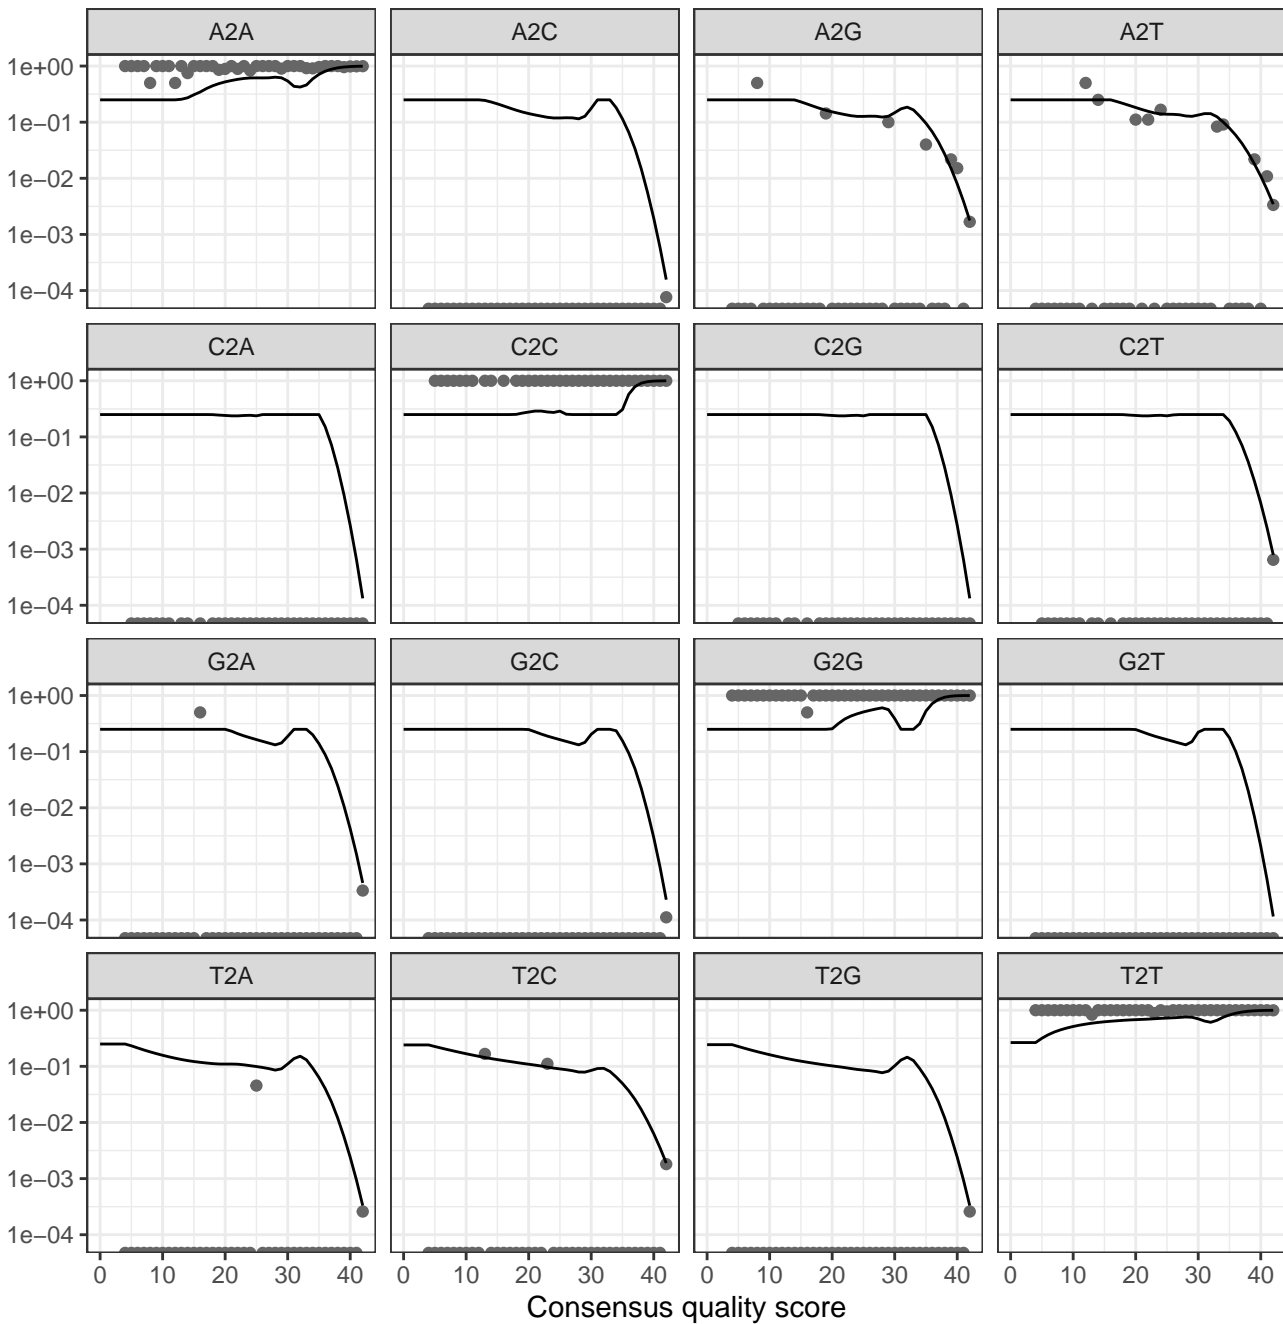 A2A A2C A2G A2T
1e+00
1e−01
1e−02
1e−03
1e−04
C2A C2C C2G C2T
1e+00
1e−01
1e−02
1e−03
1e−04
G2A G2C G2G G2T
1e+00
1e−01
1e−02
1e−03
1e−04
T2A T2C T2G T2T
1e+00
1e−01
1e−02
1e−03
1e−04
0 10 20 30 40 0 10 20 30 40 0 10 20 30 40 0 10 20 30 40
Consensus quality score